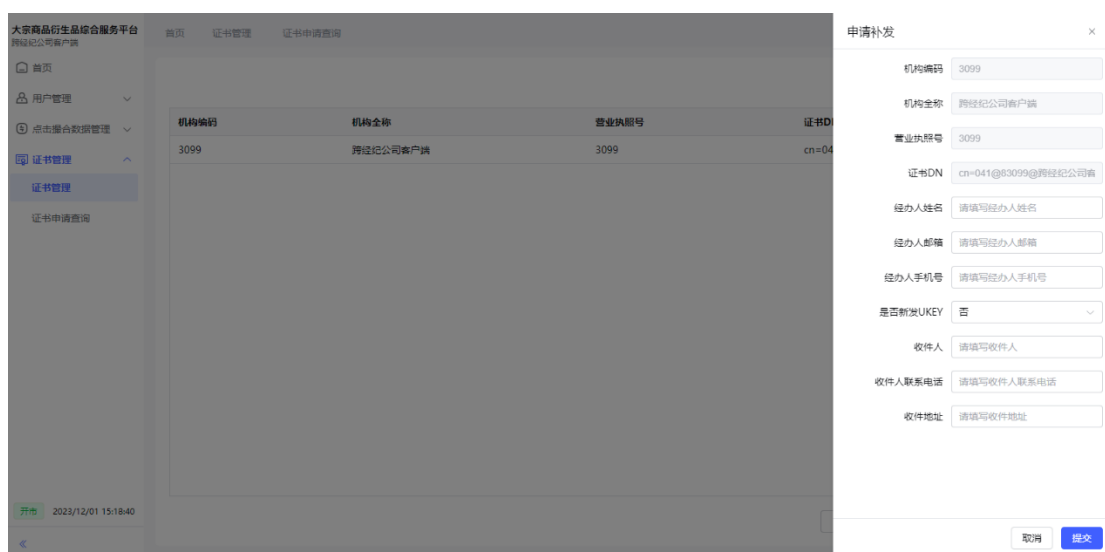 大宗商品衍生品综合服务平台
跨经纪公司客户端
首页
用户管理
点击撮合数据管理
证书管理
证书管理
证书申请查询
开市 2023/12/01 15:18:40
首页 证书管理 证书申请查询
机构编码 机构全称 营业执照号 证书D
3099 跨经纪公司客户端 3099 cn=04
申请补发
机构编码 3099
机构全称 跨经纪公司客户端
营业执照号 3099
证书DN cn=041@83099@跨经纪公司客
经办人姓名 请填写经办人姓名
经办人邮箱 请填写经办人邮箱
经办人手机号 请填写经办人手机号
是否新发UKEY 否
收件人 请填写收件人
收件人联系电话 请填写收件人联系电话
收件地址 请填写收件地址
取消 提交